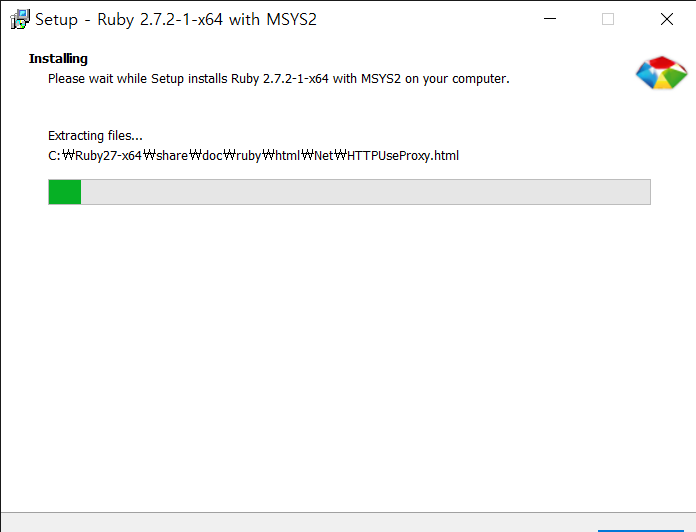 Setup - Ruby 2.7.2-1-x64 with MSYS2
Installing
Please wait while Setup installs Ruby 2.7.2-1-x64 with MSYS2 on your computer.
Extracting files...
C:₩Ruby27-x64₩share₩doc₩ruby₩html₩Net₩HTTPUseProxy.html